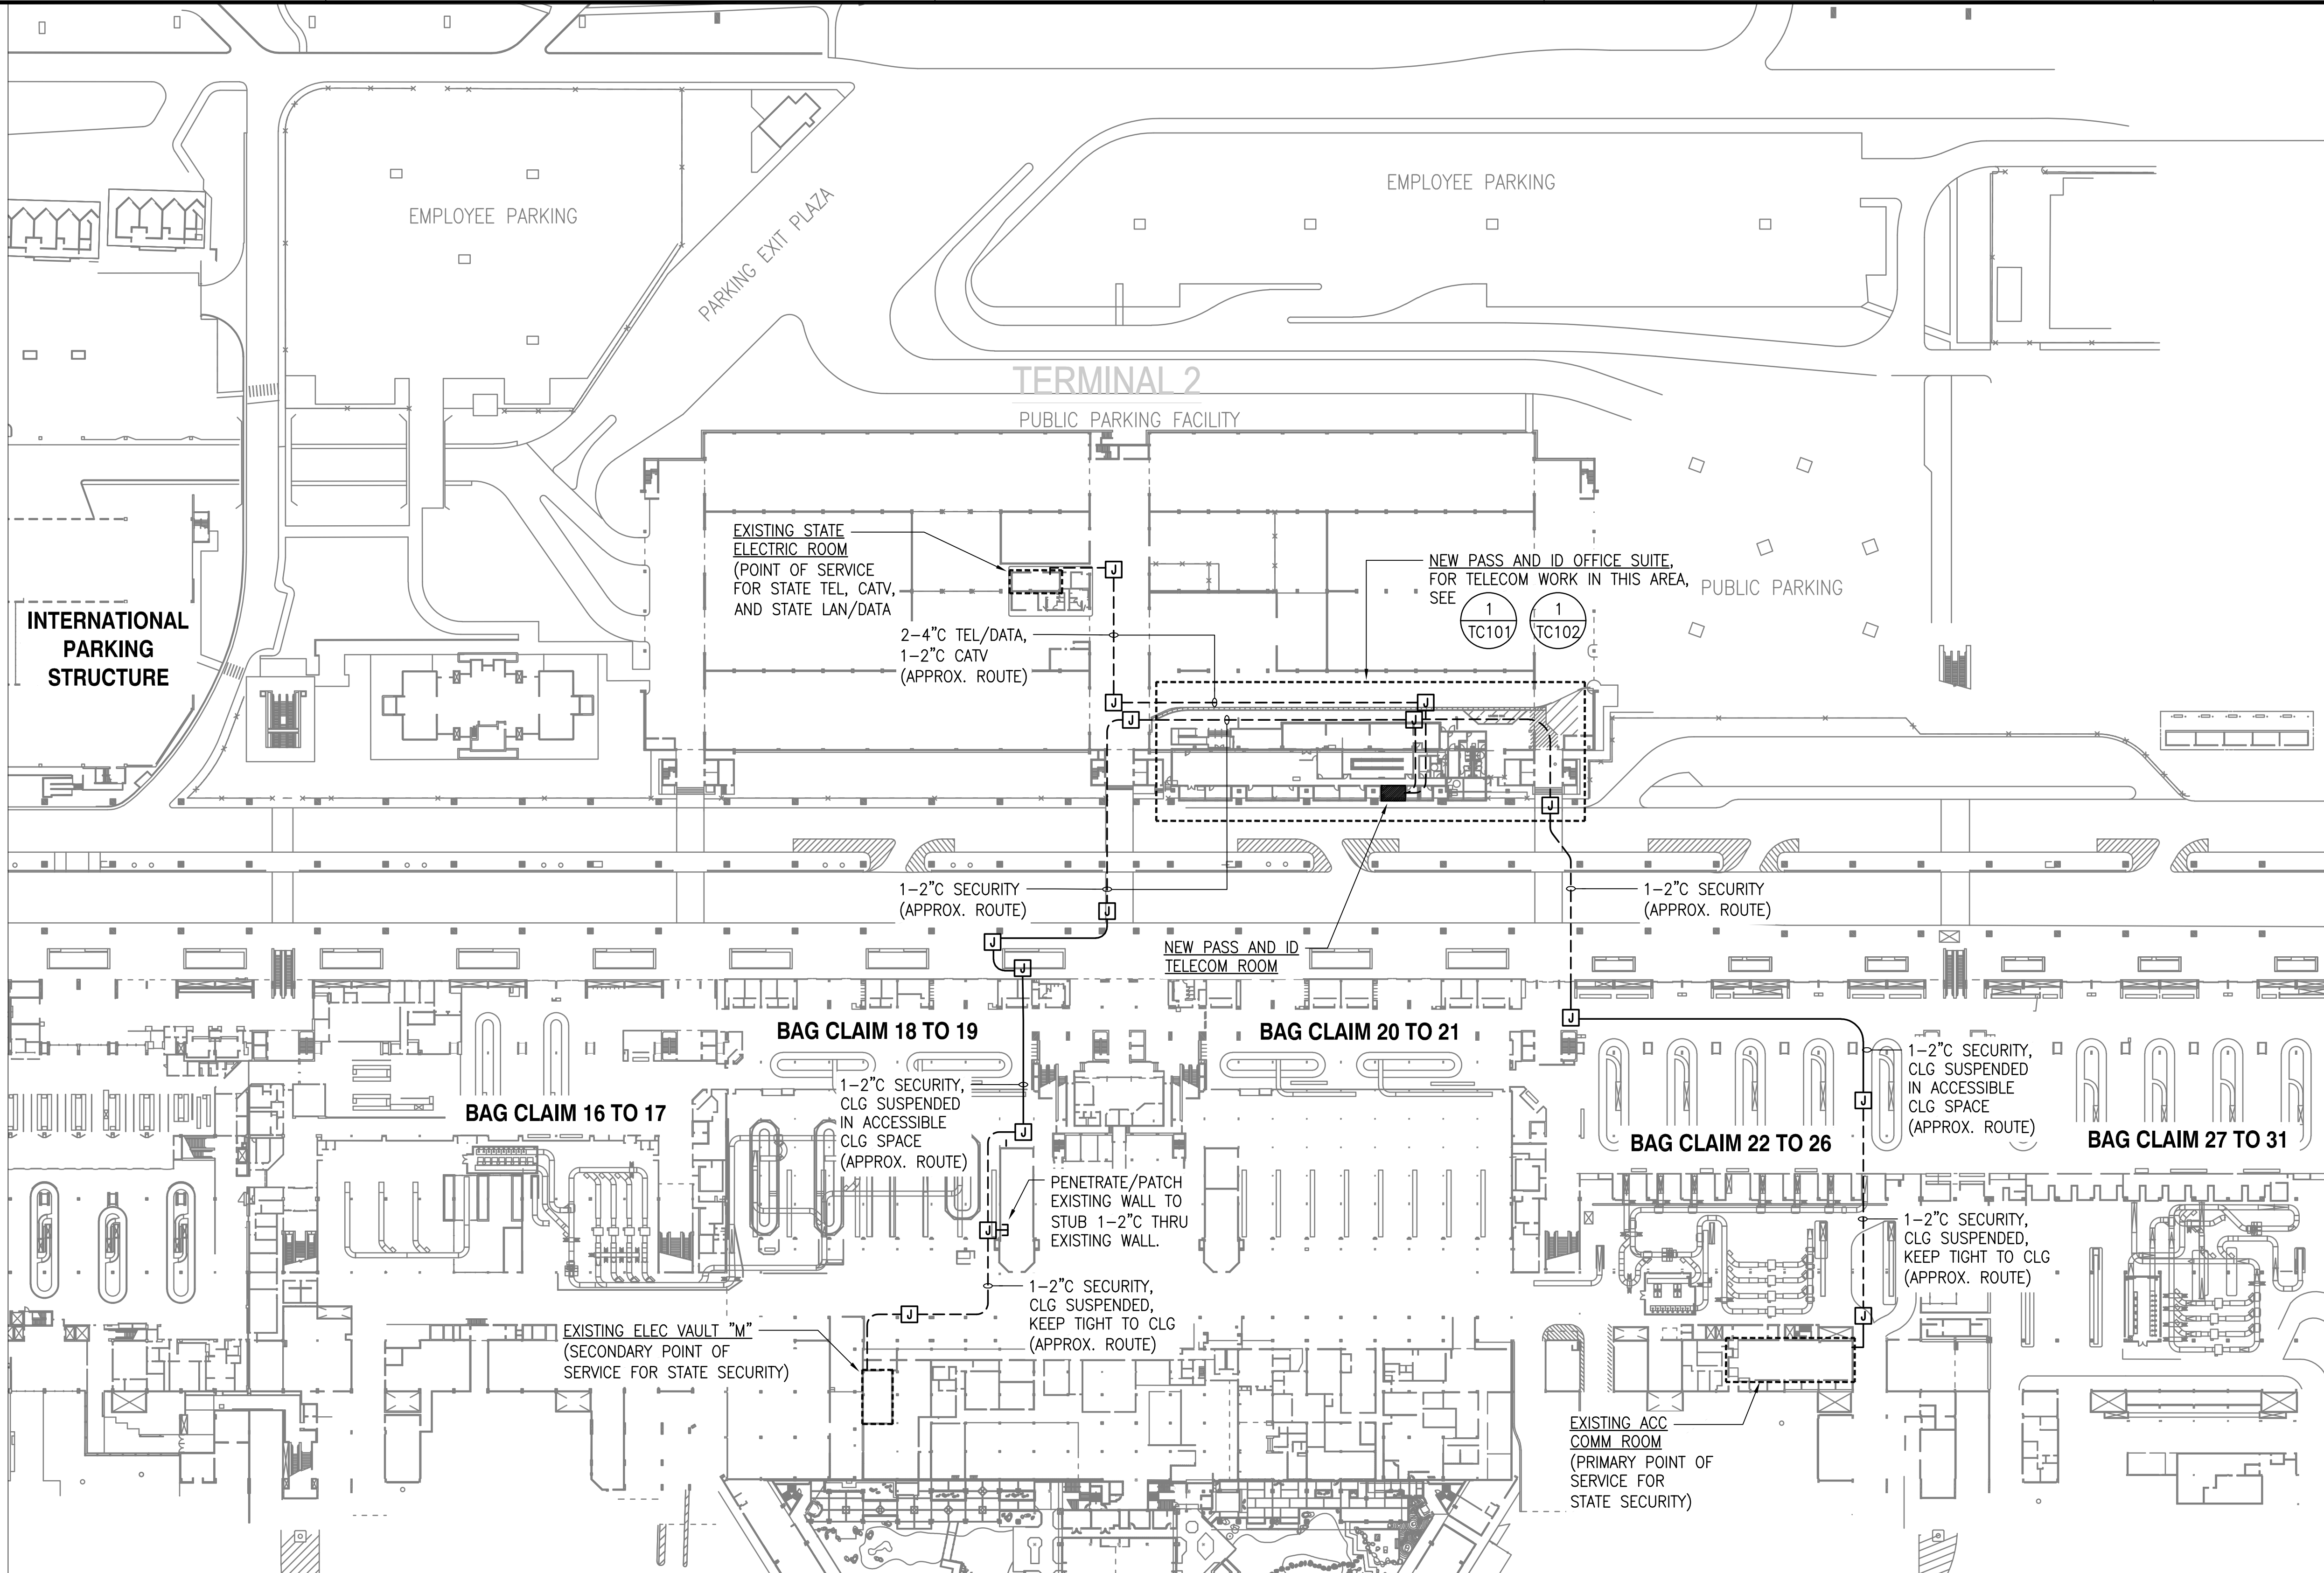 EMPLOYEE PARKING
EMPLOYEE PARKING
PARKING EXIT PLAZA
TERMINAL 2
PUBLIC PARKING FACILITY
EXISTING STATE
ELECTRIC ROOM
(POINT OF SERVICE
FOR STATE TEL, CATV,
AND STATE LAN/DATA
J
NEW PASS AND ID OFFICE SUITE,
FOR TELECOM WORK IN THIS AREA,
SEE
1
TC101
1
TC102
PUBLIC PARKING
INTERNATIONAL
PARKING
STRUCTURE
2-4"C TEL/DATA,
1-2"C CATV
(APPROX. ROUTE)
J
J
J
J
J
1-2"C SECURITY
(APPROX. ROUTE)
J
1-2"C SECURITY
(APPROX. ROUTE)
J
NEW PASS AND ID
TELECOM ROOM
J
J
BAG CLAIM 18 TO 19
BAG CLAIM 20 TO 21
1-2"C SECURITY,
CLG SUSPENDED
IN ACCESSIBLE
CLG SPACE
(APPROX. ROUTE)
J
1-2"C SECURITY,
CLG SUSPENDED
IN ACCESSIBLE
CLG SPACE
(APPROX. ROUTE)
BAG CLAIM 16 TO 17
J
BAG CLAIM 22 TO 26
BAG CLAIM 27 TO 31
PENETRATE/PATCH
EXISTING WALL TO
STUB 1-2"C THRU
EXISTING WALL.
J
1-2"C SECURITY,
CLG SUSPENDED,
KEEP TIGHT TO CLG
(APPROX. ROUTE)
1-2"C SECURITY,
CLG SUSPENDED,
KEEP TIGHT TO CLG
(APPROX. ROUTE)
J
J
EXISTING ELEC VAULT "M"
(SECONDARY POINT OF
SERVICE FOR STATE SECURITY)
EXISTING ACC
COMM ROOM
(PRIMARY POINT OF
SERVICE FOR
STATE SECURITY)